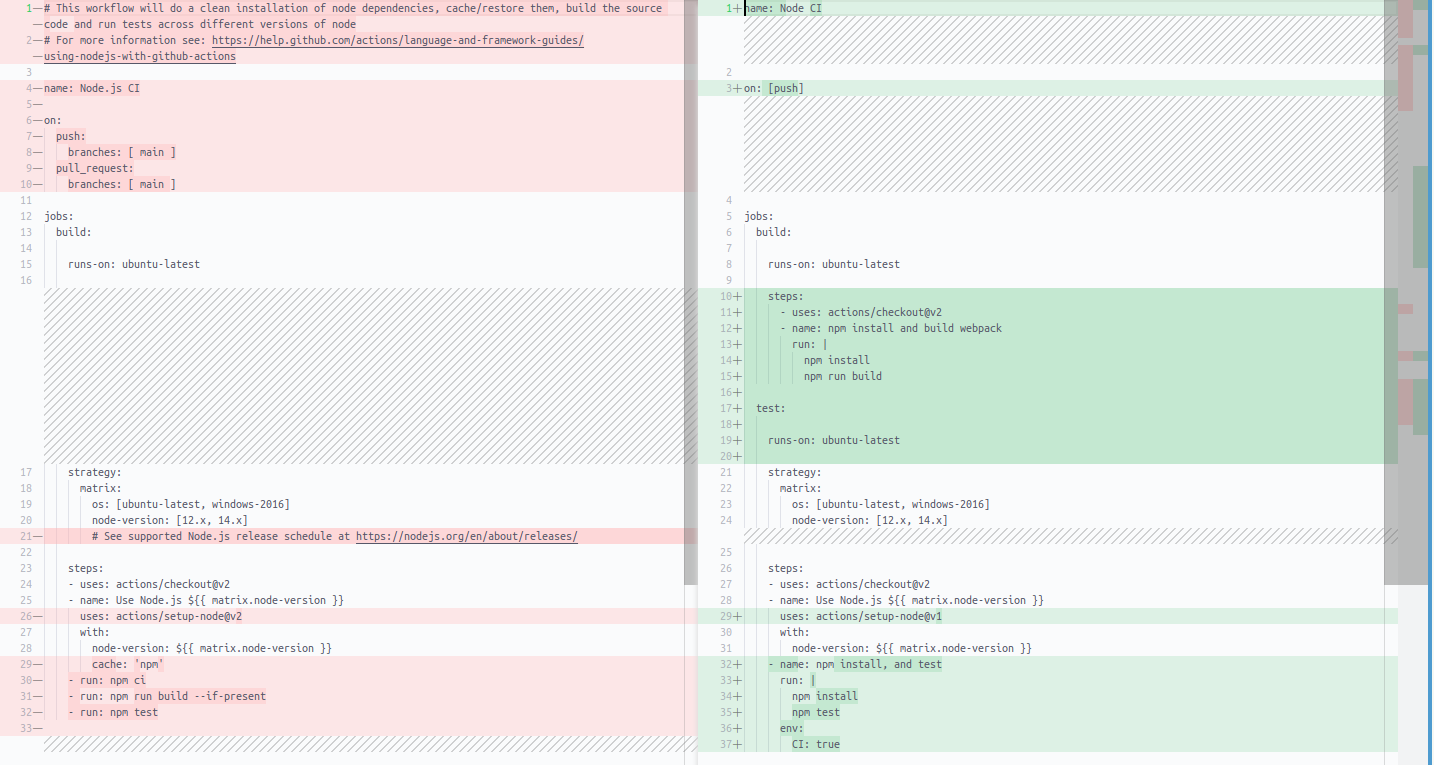 1 # This workflow will do a clean installation of node dependencies, cache/restore them, build the source
code and run tests across different versions of node
2 # For more information see: https://help.github.com/actions/language-and-framework-guides/
using-nodejs-with-github-actions
3
4 name: Node.js CI
5
6 on:
7 push:
8 branches: [ main ]
9 pull_request:
10 branches: [ main ]
11
12 jobs:
13 build:
14
15 runs-on: ubuntu-latest
16
17 strategy:
18 matrix:
19 os: [ubuntu-latest, windows-2016]
20 node-version: [12.x, 14.x]
21 # See supported Node.js release schedule at https://nodejs.org/en/about/releases/
22
23 steps:
24 - uses: actions/checkout@v2
25 - name: Use Node.js ${{ matrix.node-version }}
26 uses: actions/setup-node@v2
27 with:
28 node-version: ${{ matrix.node-version }}
29 cache: 'npm'
30 - run: npm ci
31 - run: npm run build --if-present
32 - run: npm test
33
1+ name: Node CI
2
3+ on: [push]
4
5 jobs:
6 build:
7
8 runs-on: ubuntu-latest
9
10+ steps:
11+ - uses: actions/checkout@v2
12+ - name: npm install and build webpack
13+ run: |
14+ npm install
15+ npm run build
16+
17+ test:
18+
19+ runs-on: ubuntu-latest
20+
21 strategy:
22 matrix:
23 os: [ubuntu-latest, windows-2016]
24 node-version: [12.x, 14.x]
25
26 steps:
27 - uses: actions/checkout@v2
28 - name: Use Node.js ${{ matrix.node-version }}
29+ uses: actions/setup-node@v1
30 with:
31 node-version: ${{ matrix.node-version }}
32+ - name: npm install, and test
33+ run: |
34+ npm install
35+ npm test
36+ env:
37+ CI: true